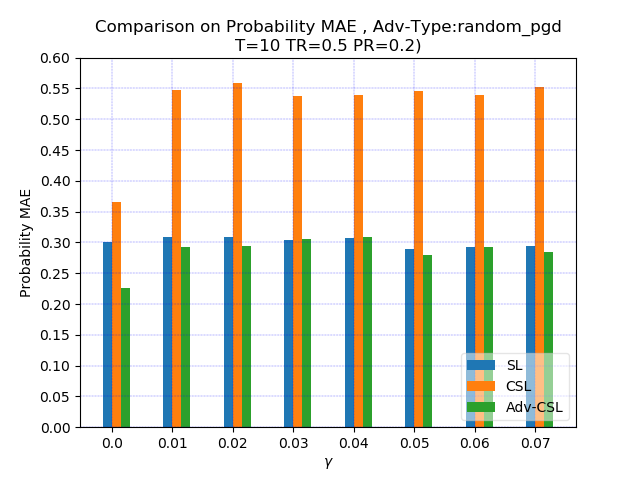 Comparison on Probability MAE , Adv-Type:random_pgd
T=10 TR=0.5 PR=0.2)
Probability MAE
0.60
0.55
0.50
0.45
0.40
0.35
0.30
0.25
0.20
0.15
0.10
0.05
0.00
SL
CSL
Adv-CSL
0.0 0.01 0.02 0.03 0.04 0.05 0.06 0.07
γ